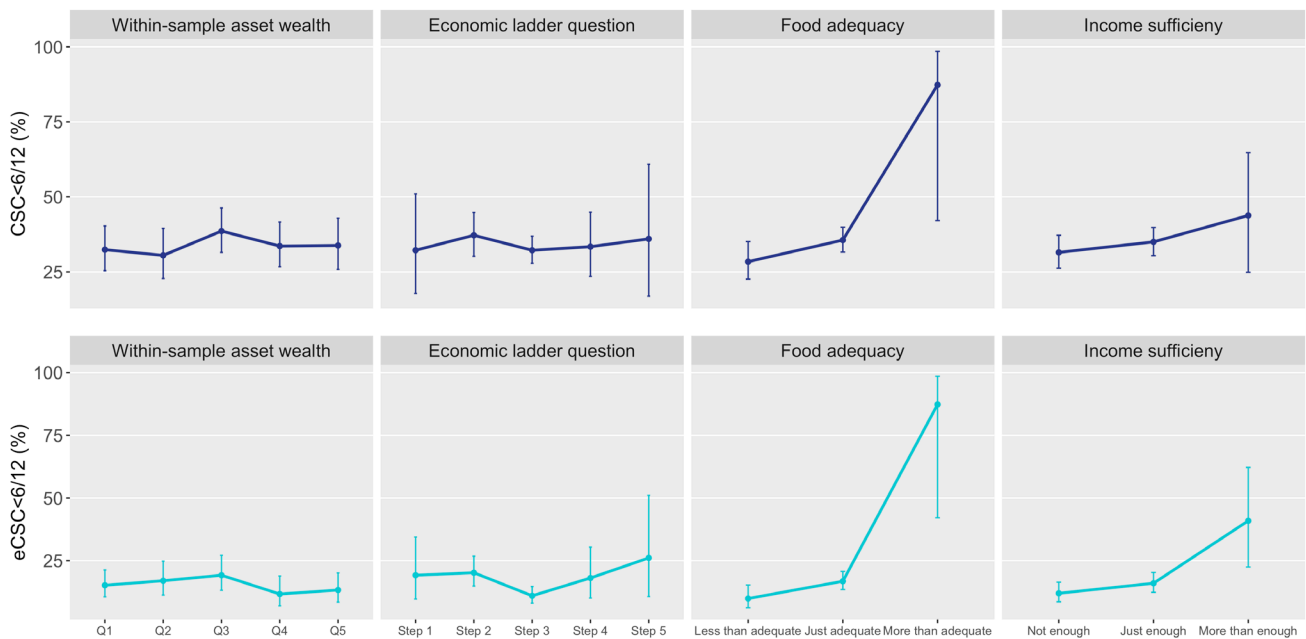 Within-sample asset wealth
Economic ladder question
Food adequacy
Income sufficieny
CSC<6/12 (%)
100
75
50
25
Within-sample asset wealth
Economic ladder question
Food adequacy
Income sufficieny
eCSC<6/12 (%)
100
75
50
25
Q1 Q2 Q3 Q4 Q5
Step 1 Step 2 Step 3 Step 4 Step 5
Less than adequate Just adequate More than adequate
Not enough Just enough More than enough